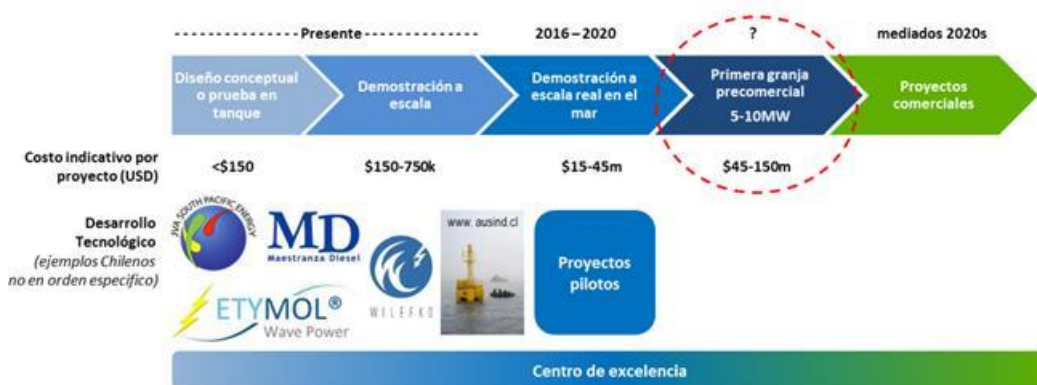 - - - - - - - - - - - - - - - Presente - - - - - - - - - - - - - - -
2016 – 2020
?
mediados 2020s
Diseño conceptual
o prueba en
tanque
Demostración a
escala
Demostración a
escala real en el
mar
Primera granja
precomercial
5-10MW
Proyectos
comerciales
Costo indicativo por
proyecto (USD)
<$150
$150-750k
$15-45m
$45-150m
Desarrollo
Tecnológico
(ejemplos Chilenos
no en orden especifico)
JVA SOUTH PACIFIC ENERGY
MD
Maestranza Diesel
WILEFKO
www. ausind.cl
ETYMOL®
Wave Power
Proyectos
pilotos
Centro de excelencia